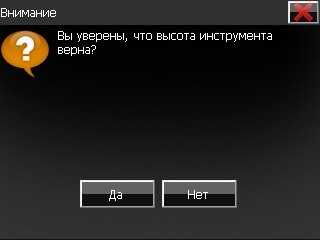 Внимание
Вы уверены, что высота инструмента
верна?
Да
Нет